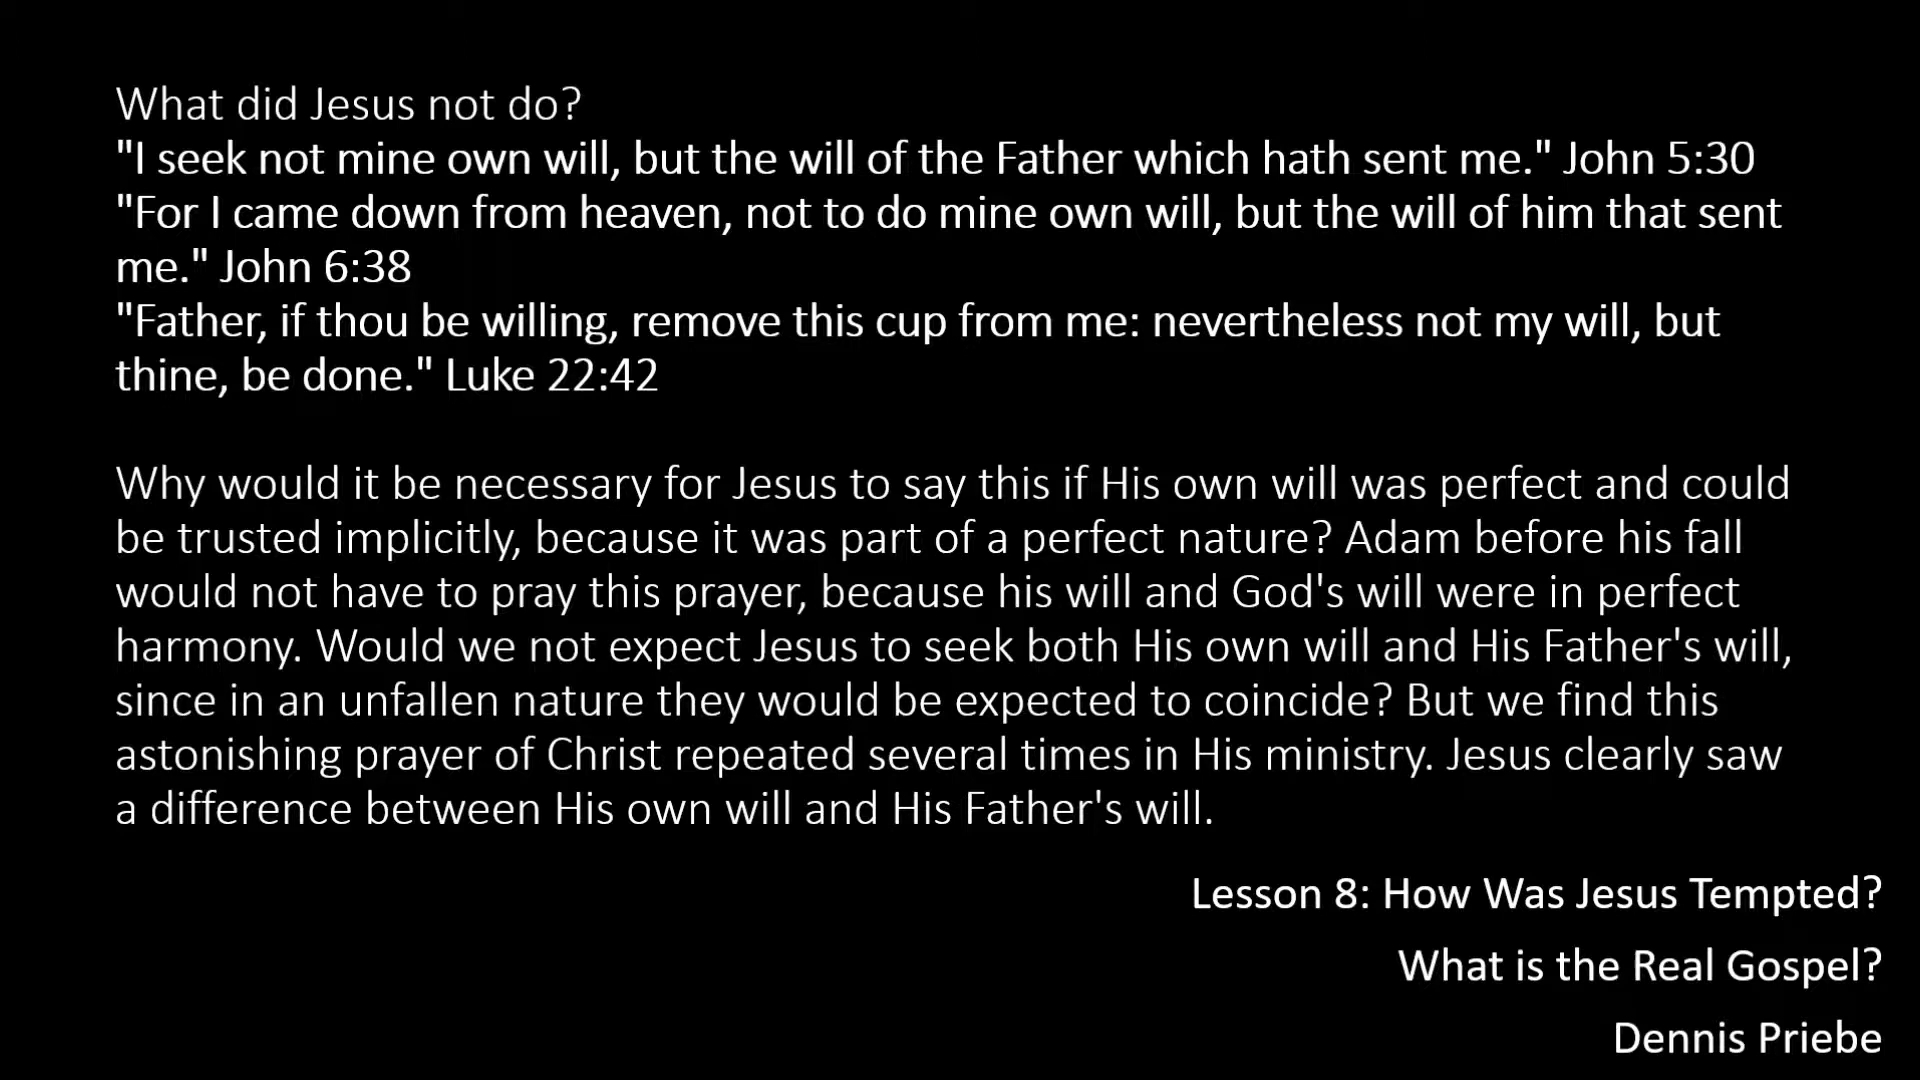 What did Jesus not do?
"I seek not mine own will, but the will of the Father which hath sent me." John 5:30
"For I came down from heaven, not to do mine own will, but the will of him that sent
me." John 6:38
"Father, if thou be willing, remove this cup from me: nevertheless not my will, but
thine, be done." Luke 22:42
Why would it be necessary for Jesus to say this if His own will was perfect and could
be trusted implicitly, because it was part of a perfect nature? Adam before his fall
would not have to pray this prayer, because his will and God's will were in perfect
harmony. Would we not expect Jesus to seek both His own will and His Father's will,
since in an unfallen nature they would be expected to coincide? But we find this
astonishing prayer of Christ repeated several times in His ministry. Jesus clearly saw
a difference between His own will and His Father's will.
Lesson 8: How Was Jesus Tempted?
What is the Real Gospel?
Dennis Priebe